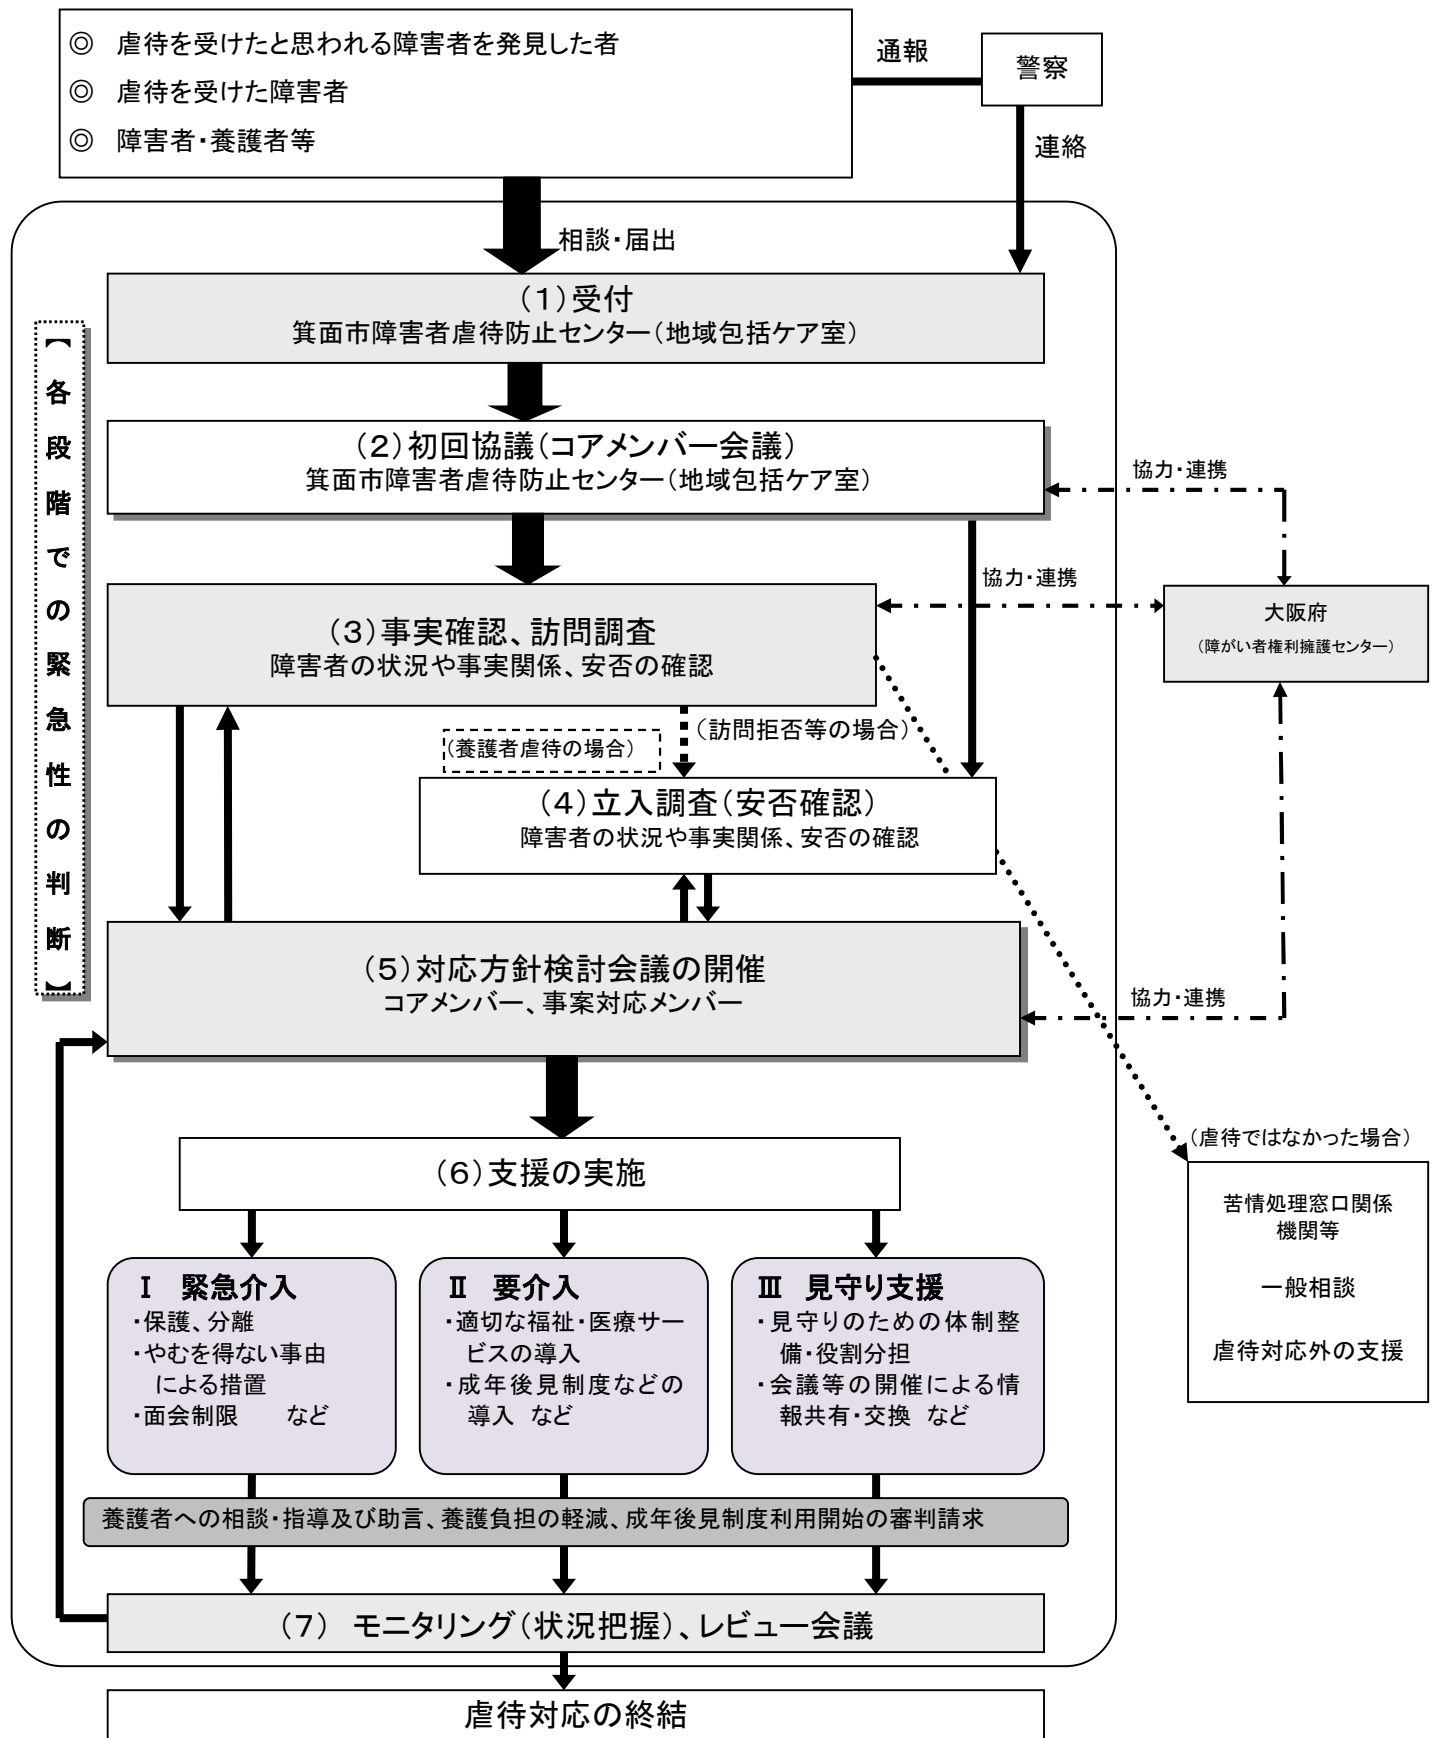 ◎ 虐待を受けたと思われる障害者を発見した者
◎ 虐待を受けた障害者
◎ 障害者・養護者等
通報
警察
連絡
相談・届出
（１）受付
箕面市障害者虐待防止センター（地域包括ケア室）
【各段階での緊急性の判断】
（２）初回協議（コアメンバー会議）
箕面市障害者虐待防止センター（地域包括ケア室）
協力・連携
協力・連携
大阪府
（障がい者権利擁護センター）
（３）事実確認、訪問調査
障害者の状況や事実関係、安否の確認
（訪問拒否等の場合）
（養護者虐待の場合）
（４）立入調査（安否確認）
障害者の状況や事実関係、安否の確認
（５）対応方針検討会議の開催
コアメンバー、事案対応メンバー
協力・連携
（虐待ではなかった場合）
苦情処理窓口関係
機関等
一般相談
虐待対応外の支援
（６）支援の実施
Ⅰ 緊急介入
・保護、分離
・やむを得ない事由
による措置
・面会制限 など
Ⅱ 要介入
・適切な福祉・医療サー
ビスの導入
・成年後見制度などの
導入 など
Ⅲ 見守り支援
・見守りのための体制整
備・役割分担
・会議等の開催による情
報共有・交換 など
養護者への相談・指導及び助言、養護負担の軽減、成年後見制度利用開始の審判請求
（７） モニタリング（状況把握）、レビュー会議
虐待対応の終結